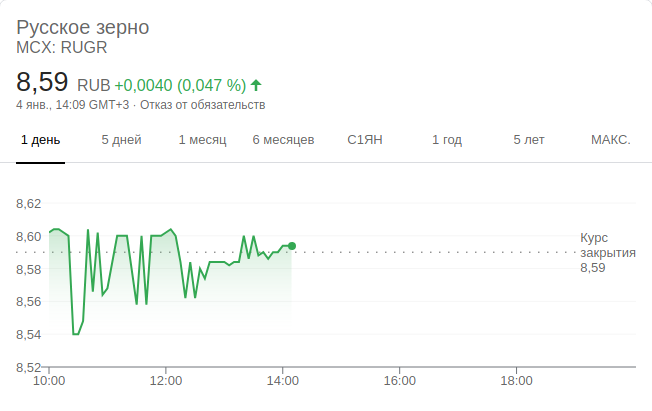 Русское зерно
MCX: RUGR
8,59 RUB +0,0040 (0,047 %)
4 янв., 14:09 GMT+3 · Отказ от обязательств
1 день 5 дней 1 месяц 6 месяцев С1ЯН 1 год 5 лет МАКС.
8,62
8,60
8,58
8,56
8,54
8,52
Курс
закрытия
8,59
10:00 12:00 14:00 16:00 18:00